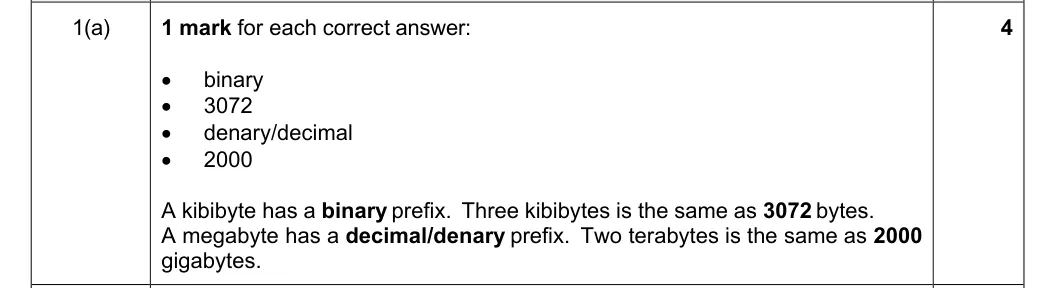 1(a) 1 mark for each correct answer: 4
• binary
• 3072
• denary/decimal
• 2000
A kibibyte has a binary prefix. Three kibibytes is the same as 3072 bytes.
A megabyte has a decimal/denary prefix. Two terabytes is the same as 2000
gigabytes.